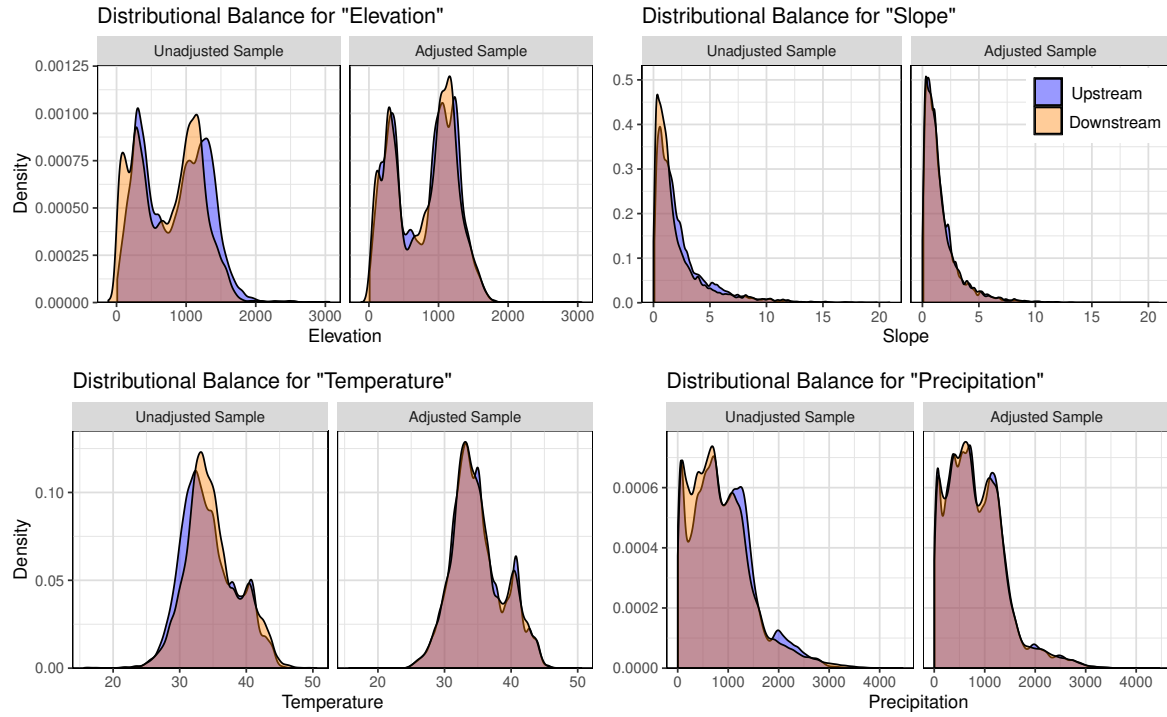 Distributional Balance for "Elevation"
Unadjusted Sample
Adjusted Sample
Density
0.00125
0.00100
0.00075
0.00050
0.00025
0.00000
0 1000 2000 3000
0 1000 2000 3000
Elevation
Distributional Balance for "Slope"
Unadjusted Sample
Adjusted Sample
0.5
0.4
0.3
0.2
0.1
0.0
0 5 10 15 20
0 5 10 15 20
Slope
Upstream
Downstream
Distributional Balance for "Temperature"
Unadjusted Sample
Adjusted Sample
Density
0.10
0.05
0.00
20 30 40 50
20 30 40 50
Temperature
Distributional Balance for "Precipitation"
Unadjusted Sample
Adjusted Sample
0.0006
0.0004
0.0002
0.0000
0 1000 2000 3000 4000
0 1000 2000 3000 4000
Precipitation